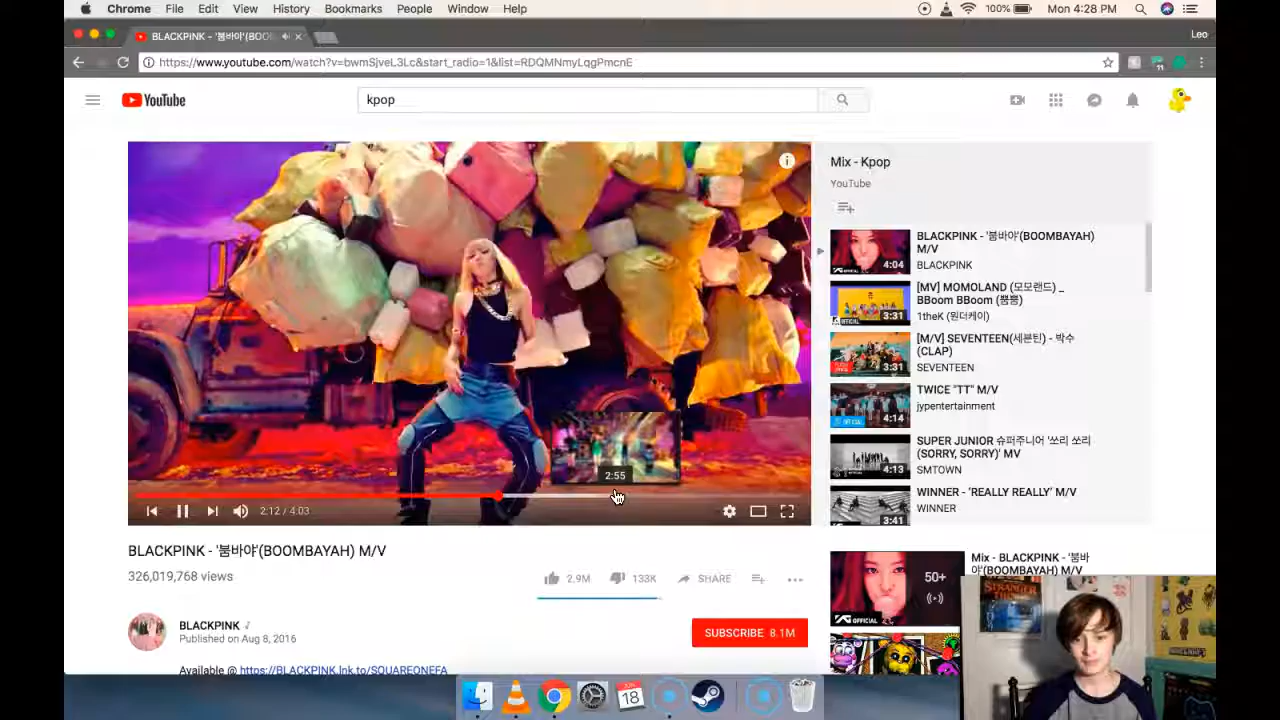 Chrome File Edit View History Bookmarks People Window Help
100% Mon 4:28 PM
BLACKPINK - '붐바야'(BOO
Leo
https://www.youtube.com/watch?v=bwmSjveL3Lc&start_radio=1&list=RDQMNmyLqgPmcnE
11
YouTube
kpop
Mix - Kpop
YouTube
BLACKPINK - '붐바야'(BOOMBAYAH)
M/V
BLACKPINK
4:04
[MV] MOMOLAND (모모랜드) _
BBoom BBoom (뿜뿜)
1theK (원더케이)
3:31
[M/V] SEVENTEEN(세븐틴) - 박수
(CLAP)
SEVENTEEN
3:31
TWICE "TT" M/V
jypentertainment
4:14
SUPER JUNIOR 슈퍼주니어 '쏘리 쏘리
(SORRY, SORRY)' MV
SMTOWN
4:13
WINNER - 'REALLY REALLY' M/V
WINNER
3:41
2:55
2:12 / 4:03
BLACKPINK - '붐바야'(BOOMBAYAH) M/V
326,019,768 views
2.9M 133K SHARE
BLACKPINK
Published on Aug 8, 2016
SUBSCRIBE 8.1M
Available @ https://BLACKPINK.lnk.to/SQUAREONEFA
Mix - BLACKPINK - '붐바
야'(BOOMBAYAH) M/V
50+
OFFICIAL
STRANGER
THINGS
JUN
18